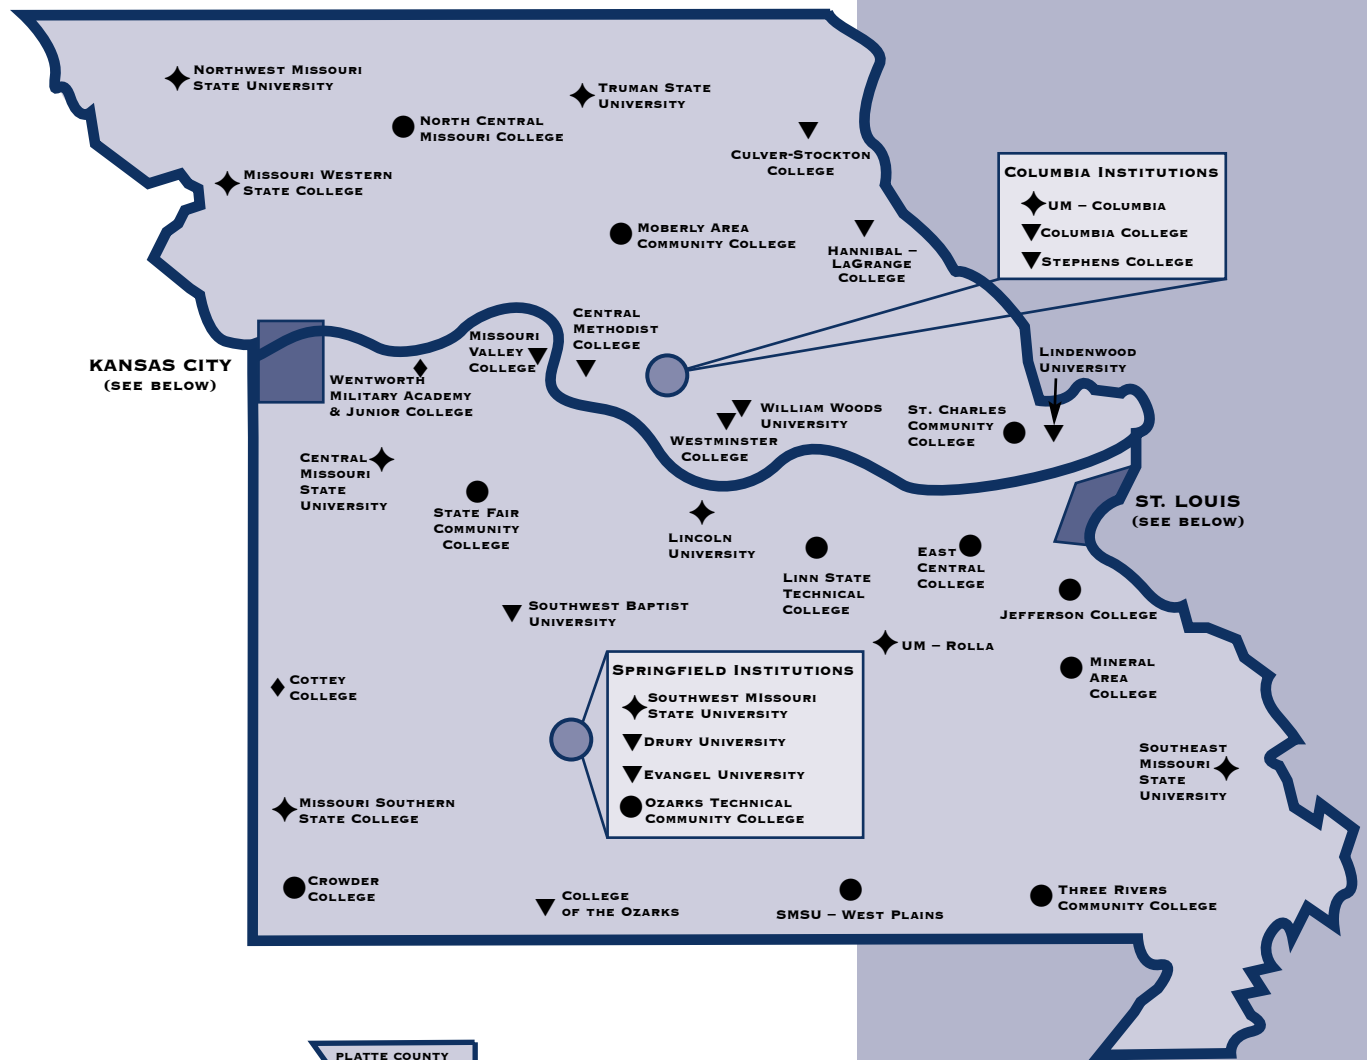 Northwest Missouri
State University
Truman State
University
North Central
Missouri College
Culver-Stockton
College
Missouri Western
State College
Columbia Institutions
UM – Columbia
Columbia College
Stephens College
Moberly Area
Community College
Hannibal –
LaGrange
College
Central
Methodist
College
Missouri
Valley
College
KANSAS CITY
(SEE BELOW)
Wentworth
Military Academy
& Junior College
Lindenwood
University
William Woods
University
Westminster
College
St. Charles
Community
College
Central
Missouri
State
University
State Fair
Community
College
ST. LOUIS
(SEE BELOW)
Lincoln
University
Linn State
Technical
College
East
Central
College
Jefferson College
Southwest Baptist
University
UM – Rolla
Mineral
Area
College
Cottey
College
Springfield Institutions
Southwest MIssouri
State University
Drury University
Evangel University
Ozarks Technical
Community College
Southeast
Missouri
State
University
Missouri Southern
State College
Crowder
College
College
of the Ozarks
SMSU – West Plains
Three Rivers
Community College
PLATTE COUNTY